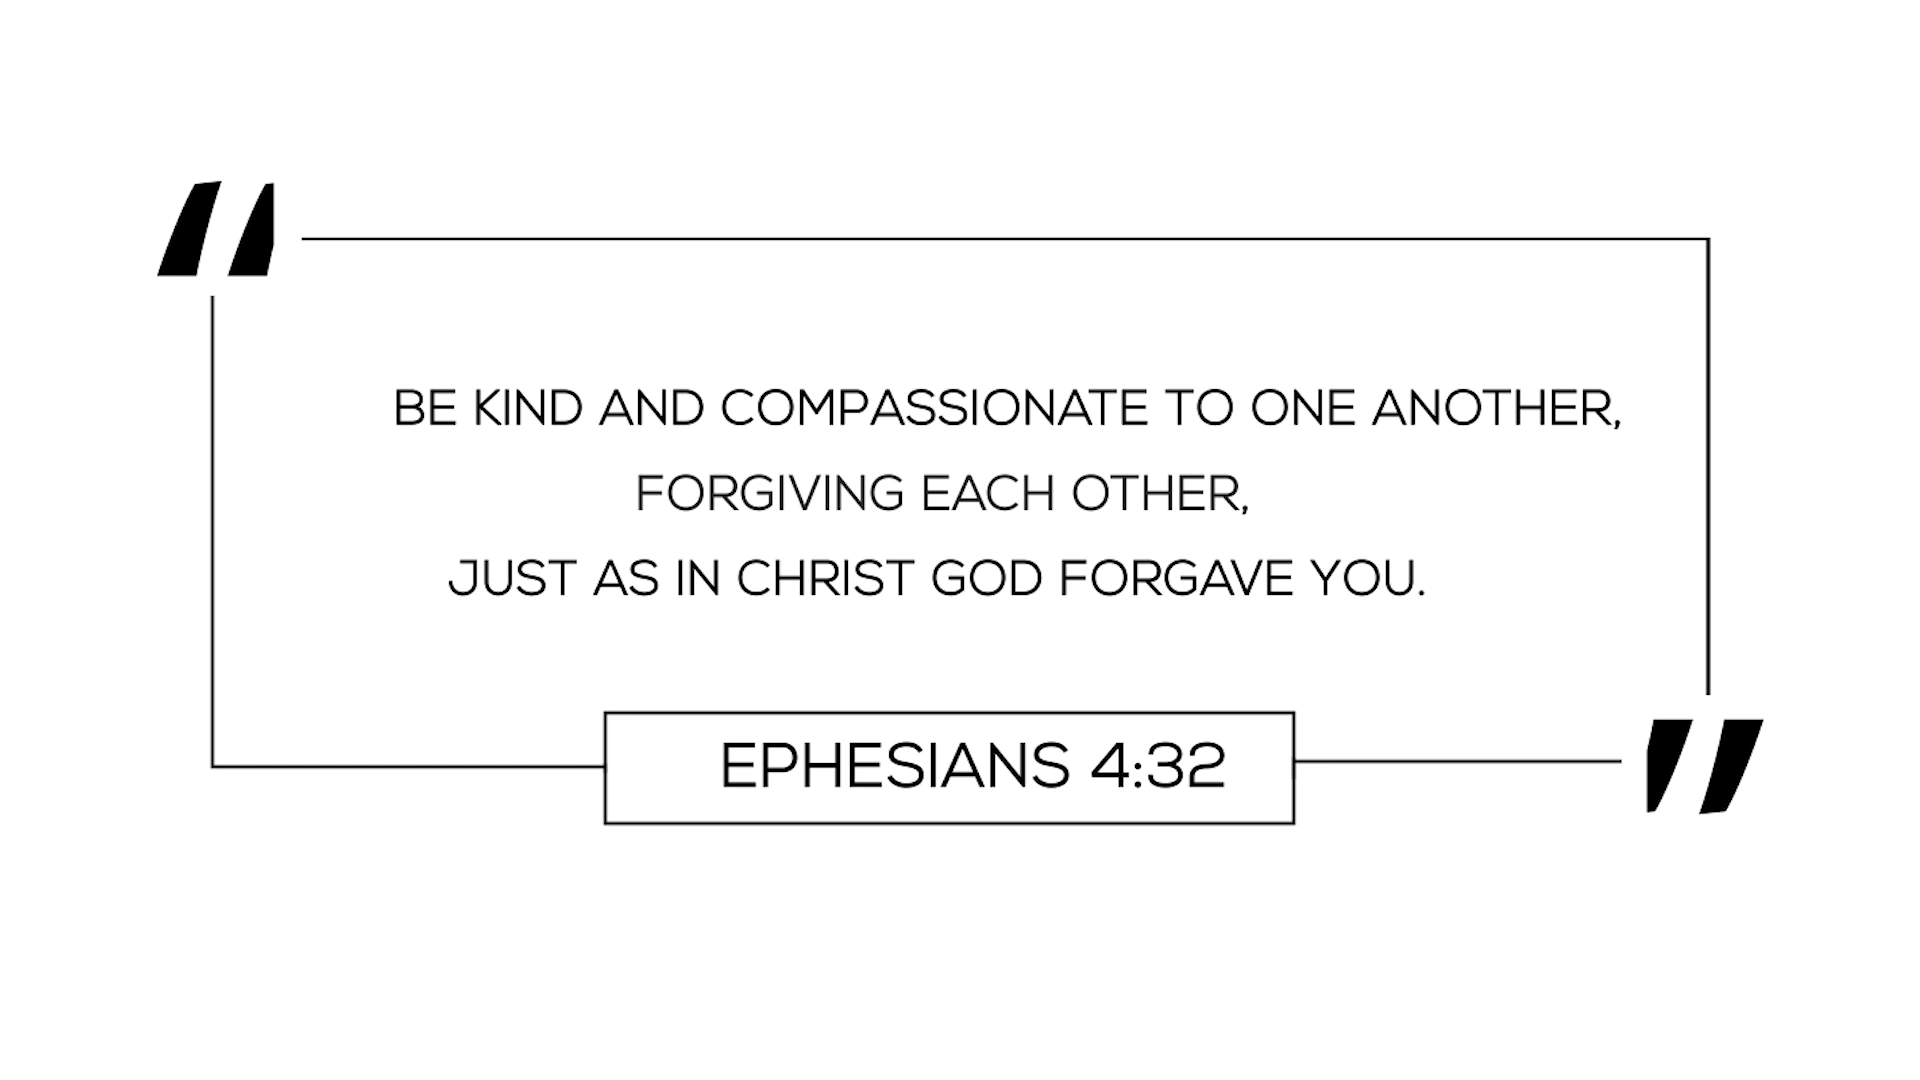 “
BE KIND AND COMPASSIONATE TO ONE ANOTHER,
FORGIVING EACH OTHER,
JUST AS IN CHRIST GOD FORGAVE YOU.
”
EPHESIANS 4:32